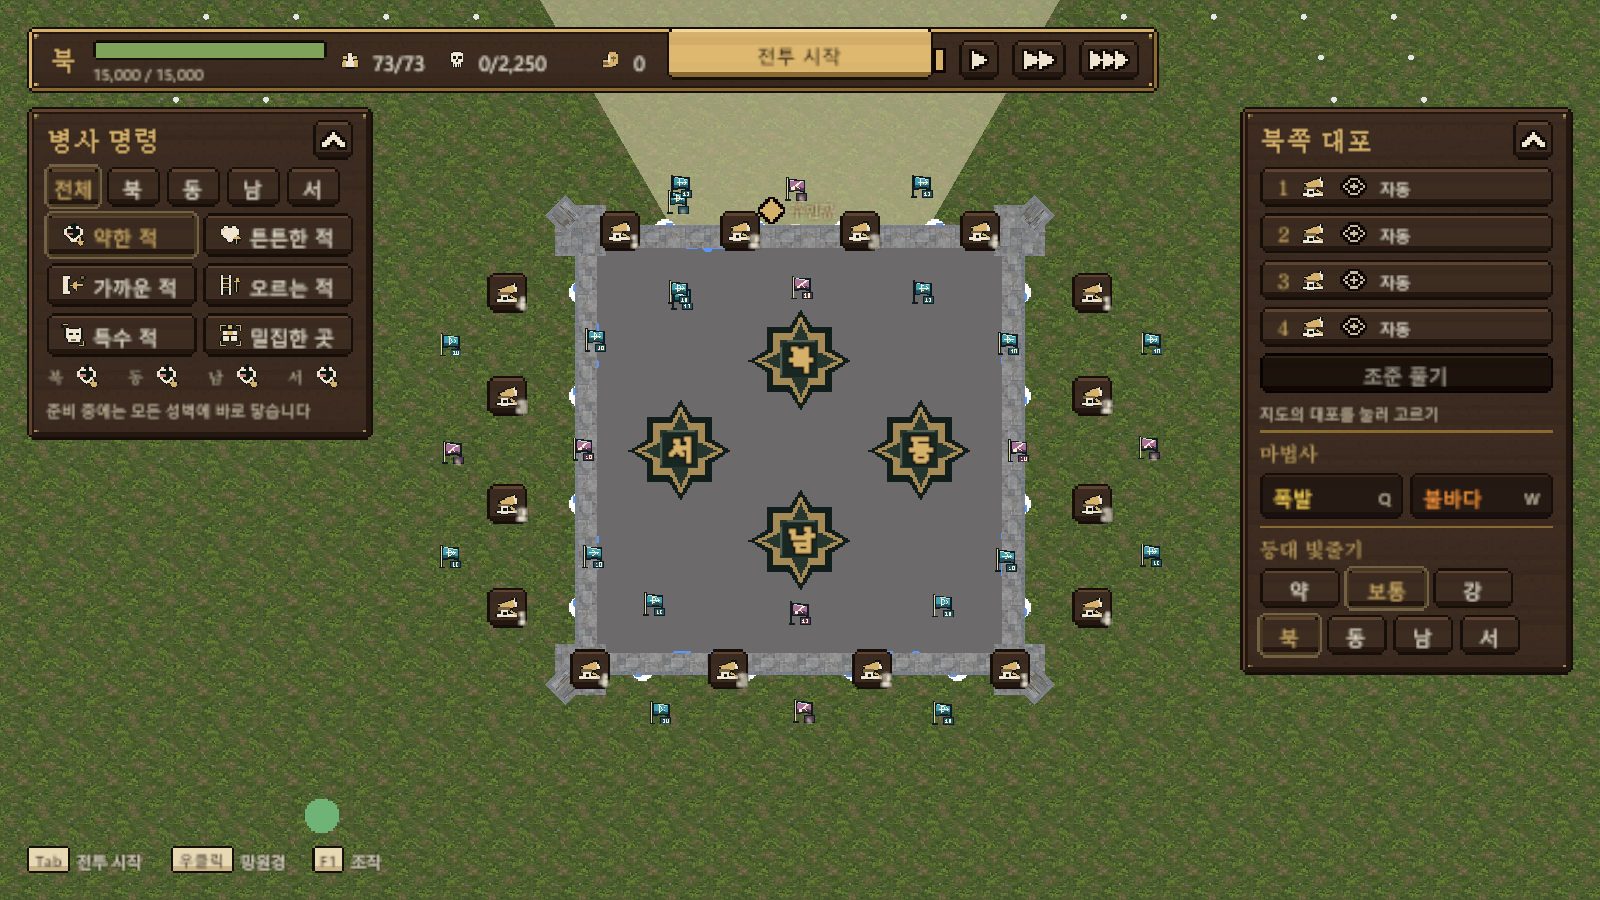 북
15,000 / 15,000
73/73
0/2,250
0
전투 시작
병사 명령
전체 북 동 남 서
약한 적 튼튼한 적
가까운 적 오르는 적
특수 적 밀집한 곳
북 동 남 서
준비 중에는 모든 성벽에 바로 닿습니다
북
서 동
남
북쪽 대포
1 자동
2 자동
3 자동
4 자동
조준 풀기
지도의 대포를 눌러 고르기
마법사
폭발 Q 불바다 W
등대 빛줄기
약 보통 강
북 동 남 서
Tab 전투 시작 우클릭 망원경 F1 조작